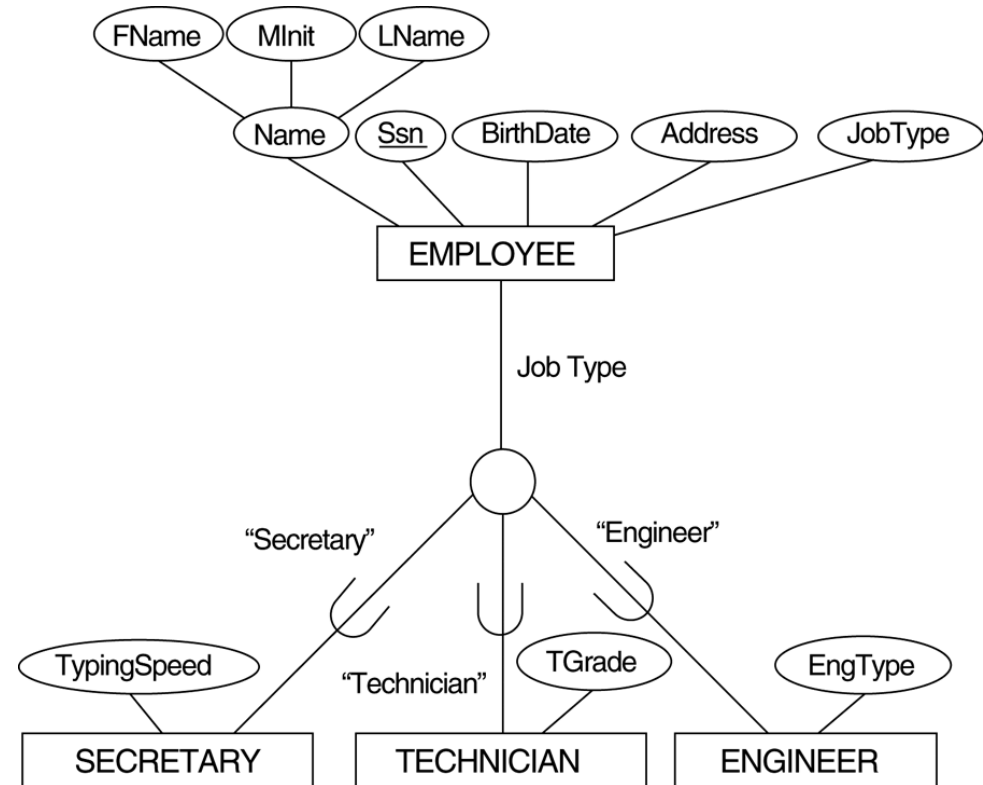 FName MInit LName
Name Ssn BirthDate Address JobType
EMPLOYEE
Job Type
“Secretary” “Engineer”
TypingSpeed “Technician” TGrade EngType
SECRETARY TECHNICIAN ENGINEER